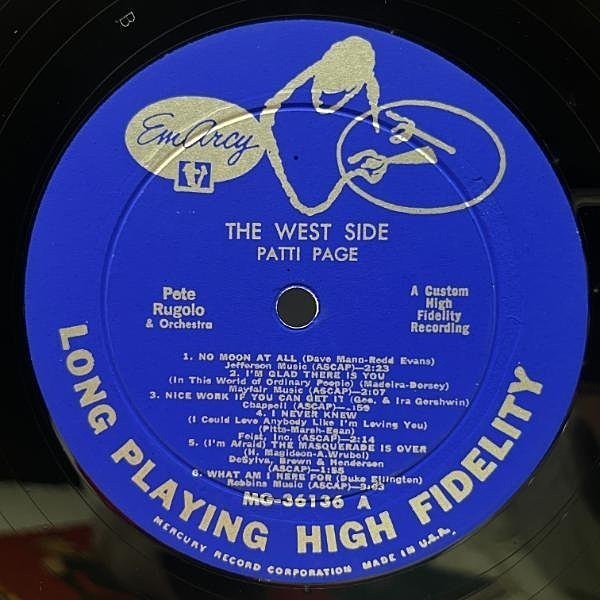 B
EmArcy
THE WEST SIDE
PATTI PAGE
Pete
Rugolo
& Orchestra
A Custom
High
Fidelity
Recording
1. NO MOON AT ALL (Dave Mann-Redd Evans)
Jefferson Music (ASCAP)—2:23
2. I'M GLAD THERE IS YOU
(In This World of Ordinary People) (Madeira-Dorsey)
Mayfair Music (ASCAP)—2:07
3. NICE WORK IF YOU CAN GET IT (Geo. & Ira Gershwin)
Chappell (ASCAP)—
4. I NEVER KNEW
(I Could Love Anybody Like I'm Loving You)
(Pitts-Marsh-Egan)
Feist, Inc. (ASCAP)—2:14
5. (I'm Afraid) THE MASQUERADE IS OVER
(H. Magidson-A.Wrubel)
DeSylva, Brown & Henderson
(ASCAP)—1:55
6. WHAT AM I HERE FOR (Duke Ellington)
Robbins Music (ASCAP)—
MG-36136 A
LONG PLAYING HIGH FIDELITY
MERCURY RECORD CORPORATION MADE IN U.S.A.